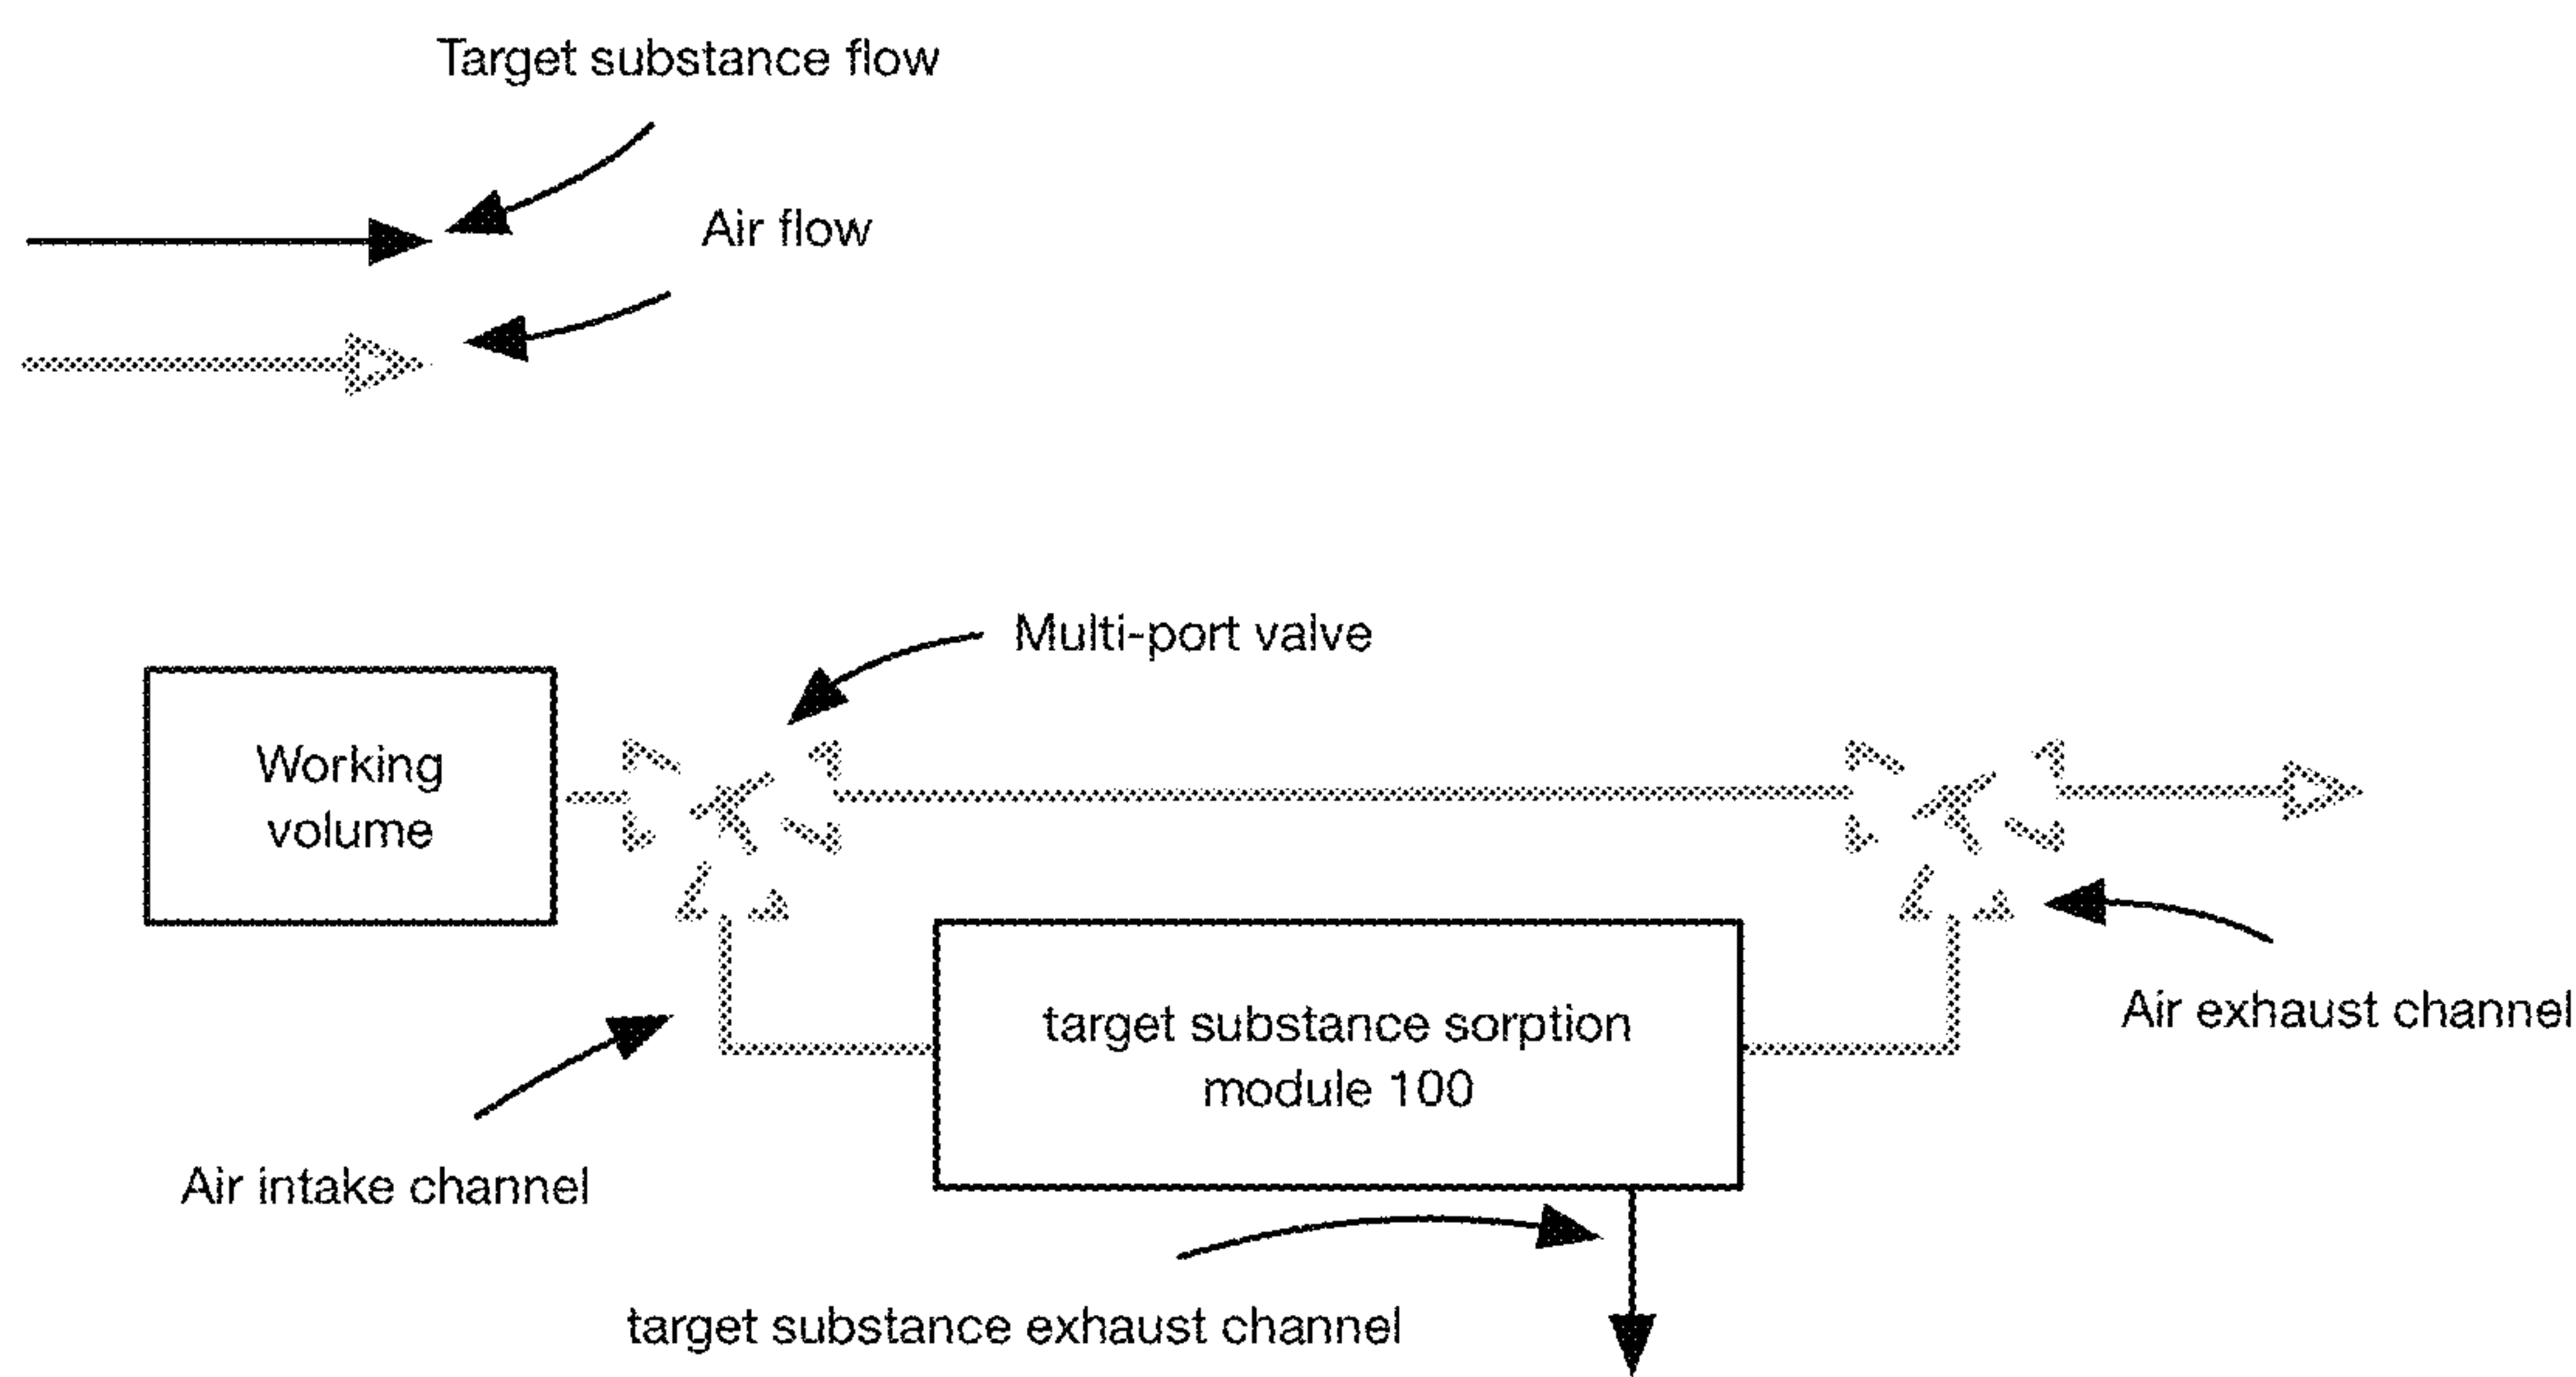 Target substance flow
Air flow
Multi-port valve
Working
volume
target substance sorption
module 100
Air exhaust channel
Air intake channel
target substance exhaust channel